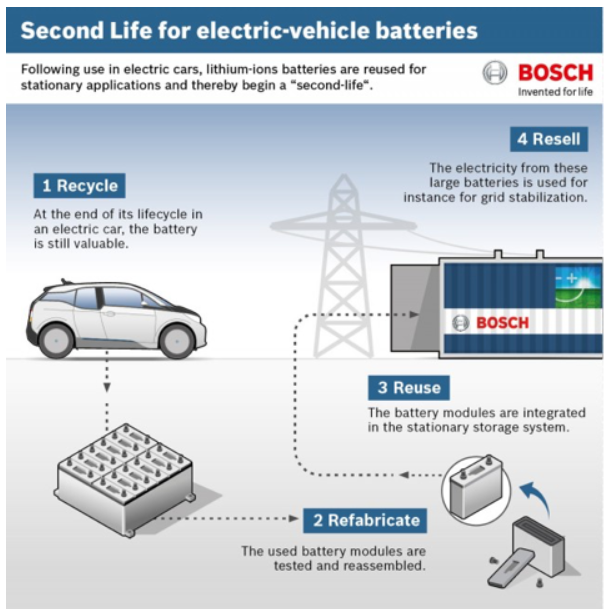 Second Life for electric-vehicle batteries
Following use in electric cars, lithium-ions batteries are reused for
stationary applications and thereby begin a “second-life“.
BOSCH
Invented for life
4 Resell
The electricity from these
large batteries is used for
instance for grid stabilization.
1 Recycle
At the end of its lifecycle in
an electric car, the battery
is still valuable.
BOSCH
3 Reuse
The battery modules are integrated
in the stationary storage system.
2 Refabricate
The used battery modules are
tested and reassembled.